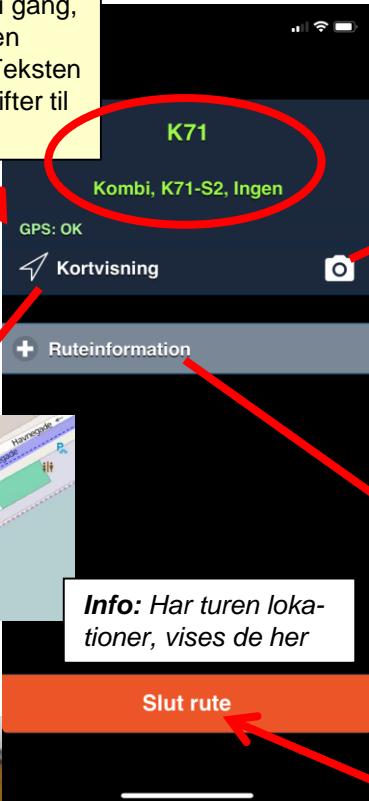 i gang,
en
Teksten
ifter til
K71
Kombi, K71-S2, Ingen
GPS: OK
Kortvisning
Ruteinformation
Havnegade
gade
P
Info: Har turen loka-
tioner, vises de her
Slut rute